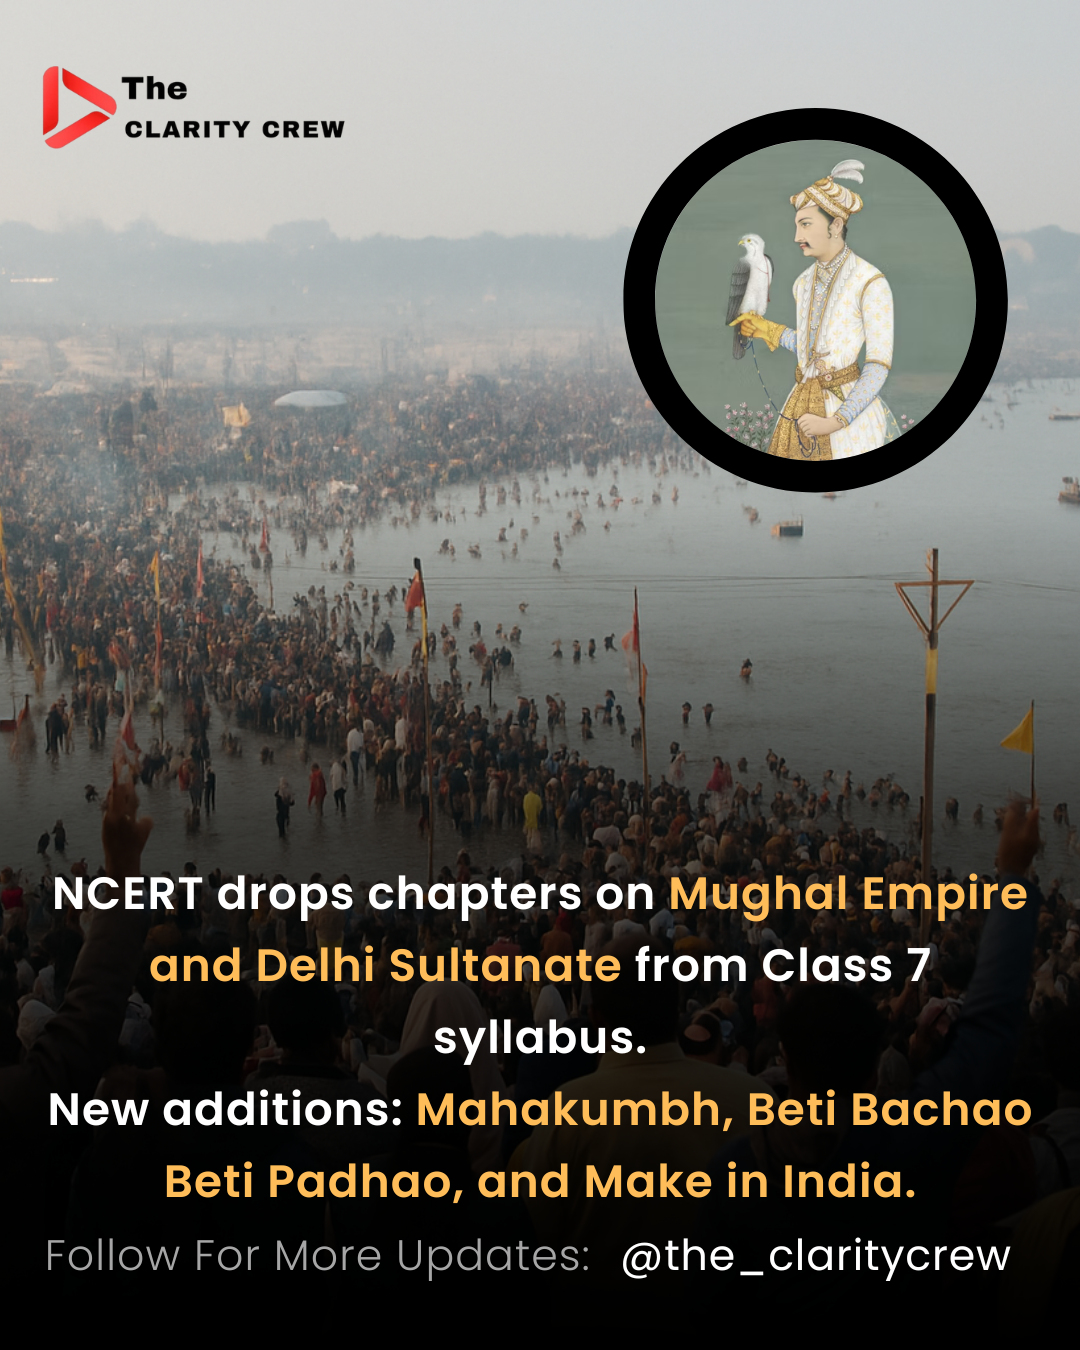 The
CLARITY CREW
NCERT drops chapters on Mughal Empire
and Delhi Sultanate from Class 7
syllabus.
New additions: Mahakumbh, Beti Bachao
Beti Padhao, and Make in India.
Follow For More Updates: @the_claritycrew